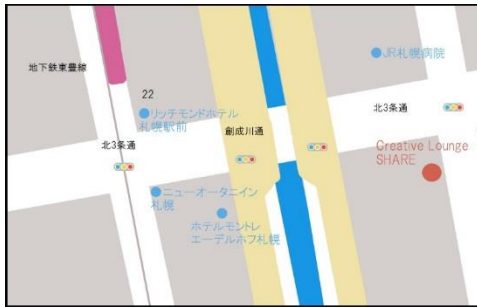 JR札幌病院
地下鉄東豊線
22
リッチモンドホテル
札幌駅前
北3条通
創成川通
北3条通
Creative Lounge
SHARE
ニューオータニイン
札幌
ホテルモントレ
エーデルホフ札幌